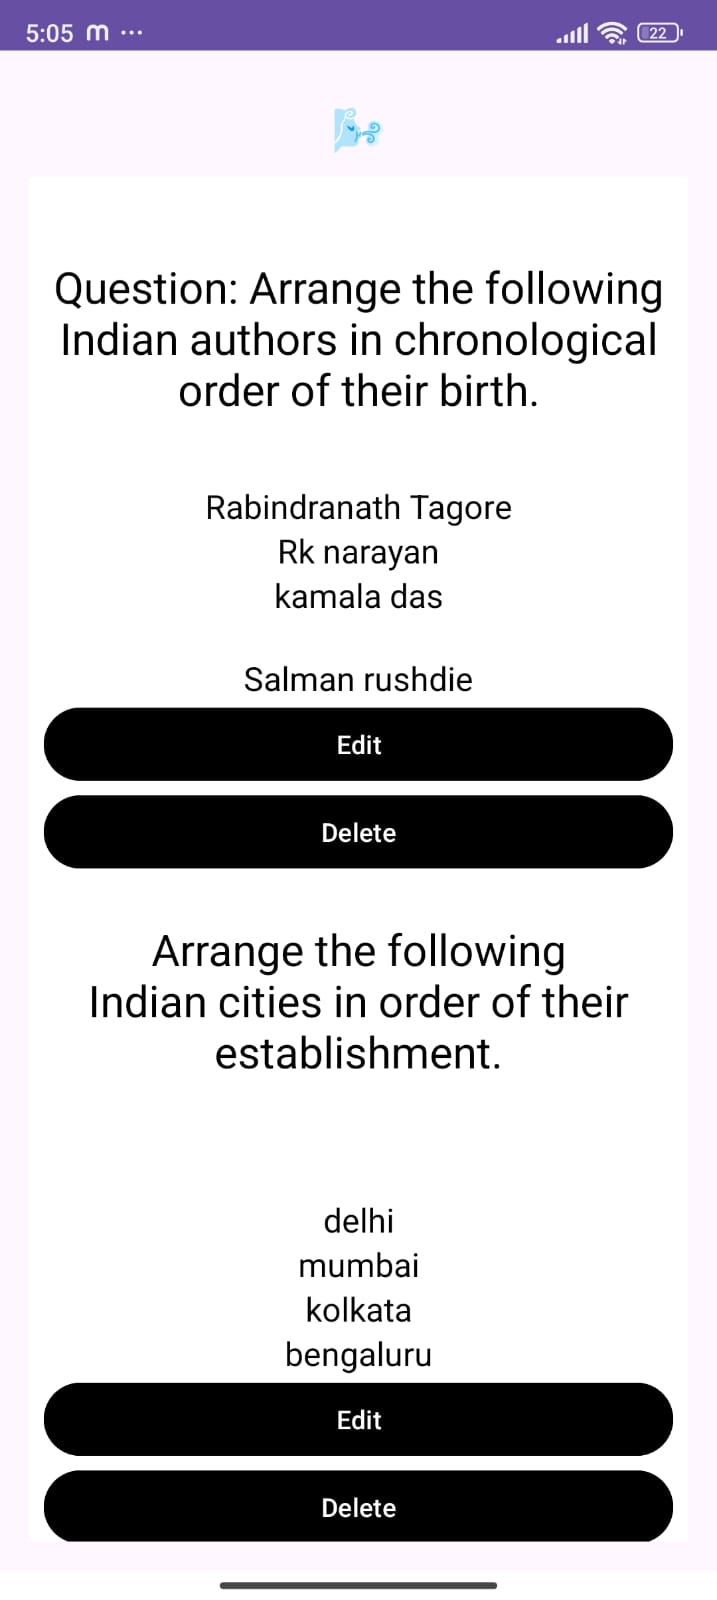 5:05 m ...
22
Question: Arrange the following
Indian authors in chronological
order of their birth.
Rabindranath Tagore
Rk narayan
kamala das
Salman rushdie
Edit
Delete
Arrange the following
Indian cities in order of their
establishment.
delhi
mumbai
kolkata
bengaluru
Edit
Delete